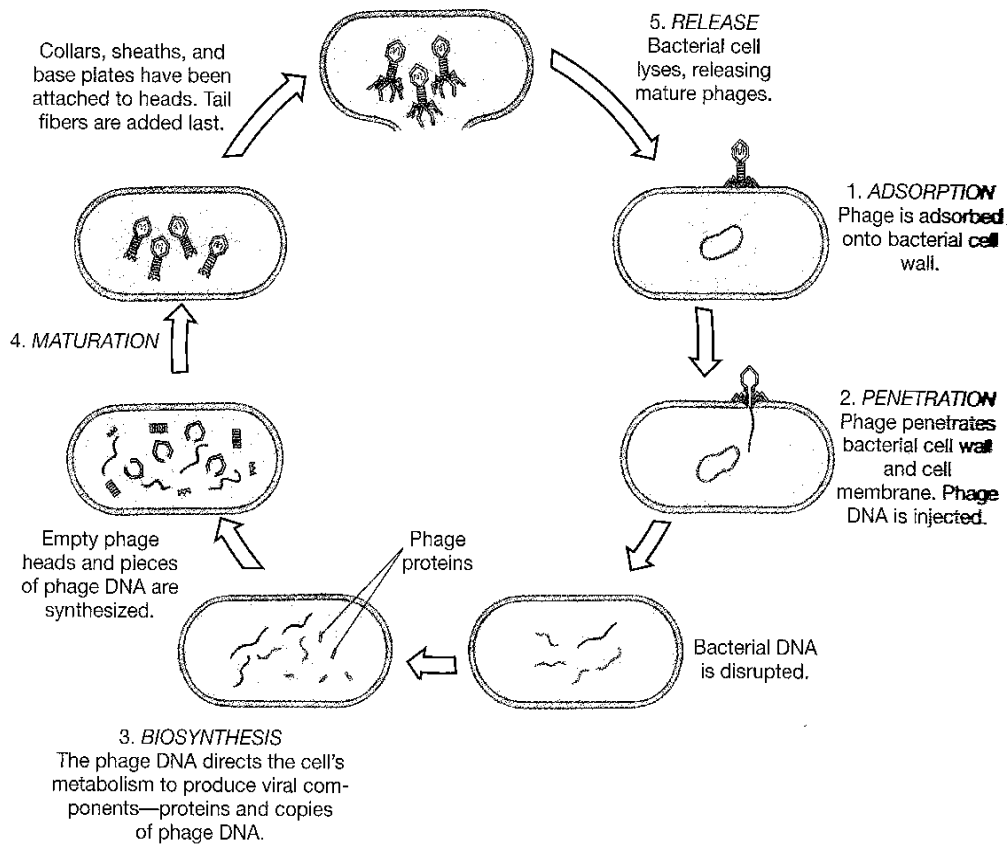 Collars, sheaths, and
base plates have been
attached to heads. Tail
fibers are added last.
5. RELEASE
Bacterial cell
lyses, releasing
mature phages.
1. ADSORPTION
Phage is adsorbed
onto bacterial cell
wall.
2. PENETRATION
Phage penetrates
bacterial cell wall
and cell
membrane. Phage
DNA is injected.
Bacterial DNA
is disrupted.
Phage
proteins
3. BIOSYNTHESIS
The phage DNA directs the cell's
metabolism to produce viral com-
ponents—proteins and copies
of phage DNA.
Empty phage
heads and pieces
of phage DNA are
synthesized.
4. MATURATION